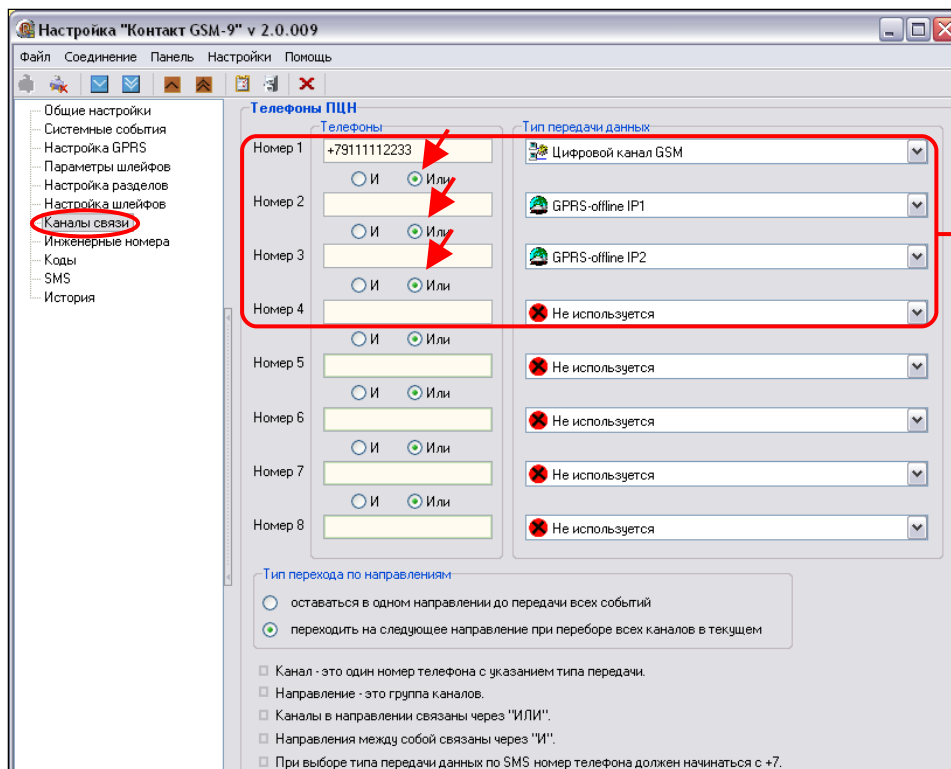 Настройка "Контакт GSM-9" v 2.0.009
Файл Соединение Панель Настройки Помощь
Общие настройки
Системные события
Настройка GPRS
Параметры шлейфов
Настройка разделов
Настройка шлейфов
Каналы связи
Инженерные номера
Коды
SMS
История
Телефоны ПЦН
Телефоны
Тип передачи данных
Номер 1 +79111112233 Цифровой канал GSM
И Или
Номер 2 GPRS-offline IP1
И Или
Номер 3 GPRS-offline IP2
И Или
Номер 4 Не используется
И Или
Номер 5 Не используется
И Или
Номер 6 Не используется
И Или
Номер 7 Не используется
И Или
Номер 8 Не используется
Тип перехода по направлениям
оставаться в одном направлении до передачи всех событий
переходить на следующее направление при переборе всех каналов в текущем
Канал - это один номер телефона с указанием типа передачи.
Направление - это группа каналов.
Каналы в направлении связаны через "ИЛИ".
Направления между собой связаны через "И".
При выборе типа передачи данных по SMS номер телефона должен начинаться с +7.